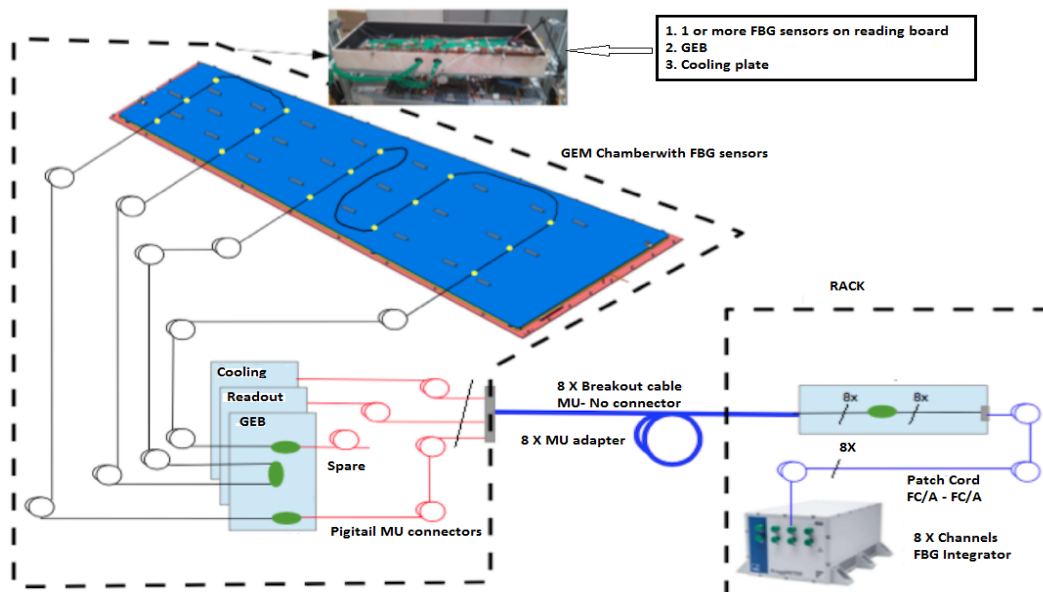 1. 1 or more FBG sensors on reading board
2. GEB
3. Cooling plate
GEM Chamberwith FBG sensors
RACK
Cooling
Readout
GEB
Spare
Pigitail MU connectors
8 X Breakout cable
MU- No connector
8 X MU adapter
8x
8x
8X
Patch Cord
FC/A - FC/A
8 X Channels
FBG Integrator